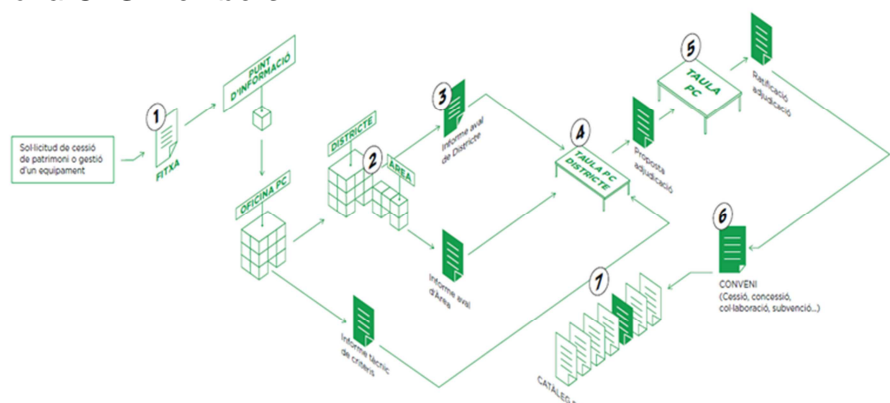 Sol·licitud de cessió
de patrimoni o gestió
d'un equipament
1
FITXA
PUNT
D'INFORMACIÓ
OFICINA PC
DISTRICTE
2
ÀREA
3
Informe aval
de Districte
Informe aval
d'Àrea
Informe tècnic
de criteris
4
TAULA PC
DISTRICTE
Proposta
adjudicació
5
TAULA
PC
Ratificació
adjudicació
6
CONVENI
(Cessió, concessió,
col·laboració, subvenció...)
7
CATÀLEG